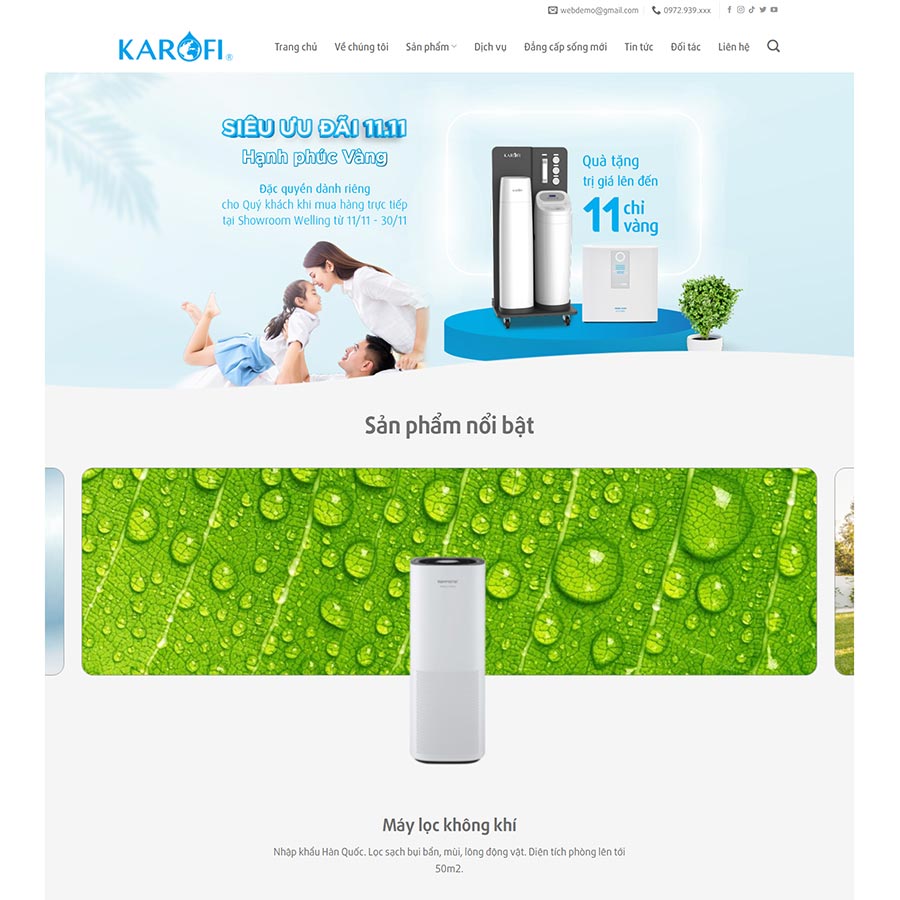 webdemo@gmail.com
0972.939.xxx
KAROFI®
Trang chủ
Về chúng tôi
Sản phẩm
Dịch vụ
Đẳng cấp sống mới
Tin tức
Đối tác
Liên hệ
SIÊU ƯU ĐÃI 11.11
Hạnh phúc Vàng
Đặc quyền dành riêng
cho Quý khách khi mua hàng trực tiếp
tại Showroom Welling từ 11/11 - 30/11
KAROFI
Quà tặng
trị giá lên đến
11 chỉ
vàng
Sản phẩm nổi bật
Máy lọc không khí
Nhập khẩu Hàn Quốc. Lọc sạch bụi bẩn, mùi, lông động vật. Diện tích phòng lên tới
50m2.